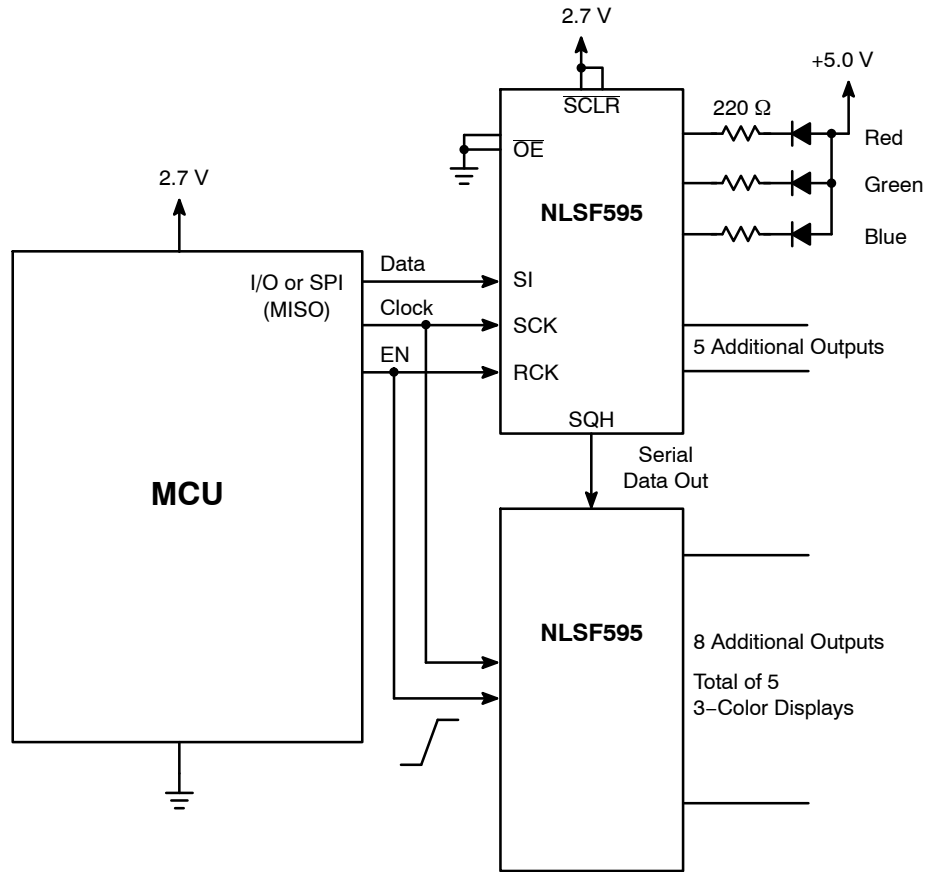 2.7 V
+5.0 V
SCLR
220 Ω
Red
OE
2.7 V
Green
NLSF595
Blue
I/O or SPI
(MISO)
Data
SI
Clock
SCK
5 Additional Outputs
EN
RCK
SQH
Serial
Data Out
MCU
NLSF595
8 Additional Outputs
Total of 5
3−Color Displays